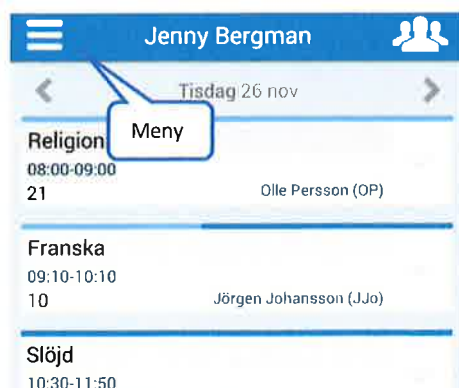 Jenny Bergman
Tisdag 26 nov
Meny
Religion
08:00-09:00
21 Olle Persson (OP)
Franska
09:10-10:10
10 Jörgen Johansson (JJo)
Slöjd
10:30-11:50